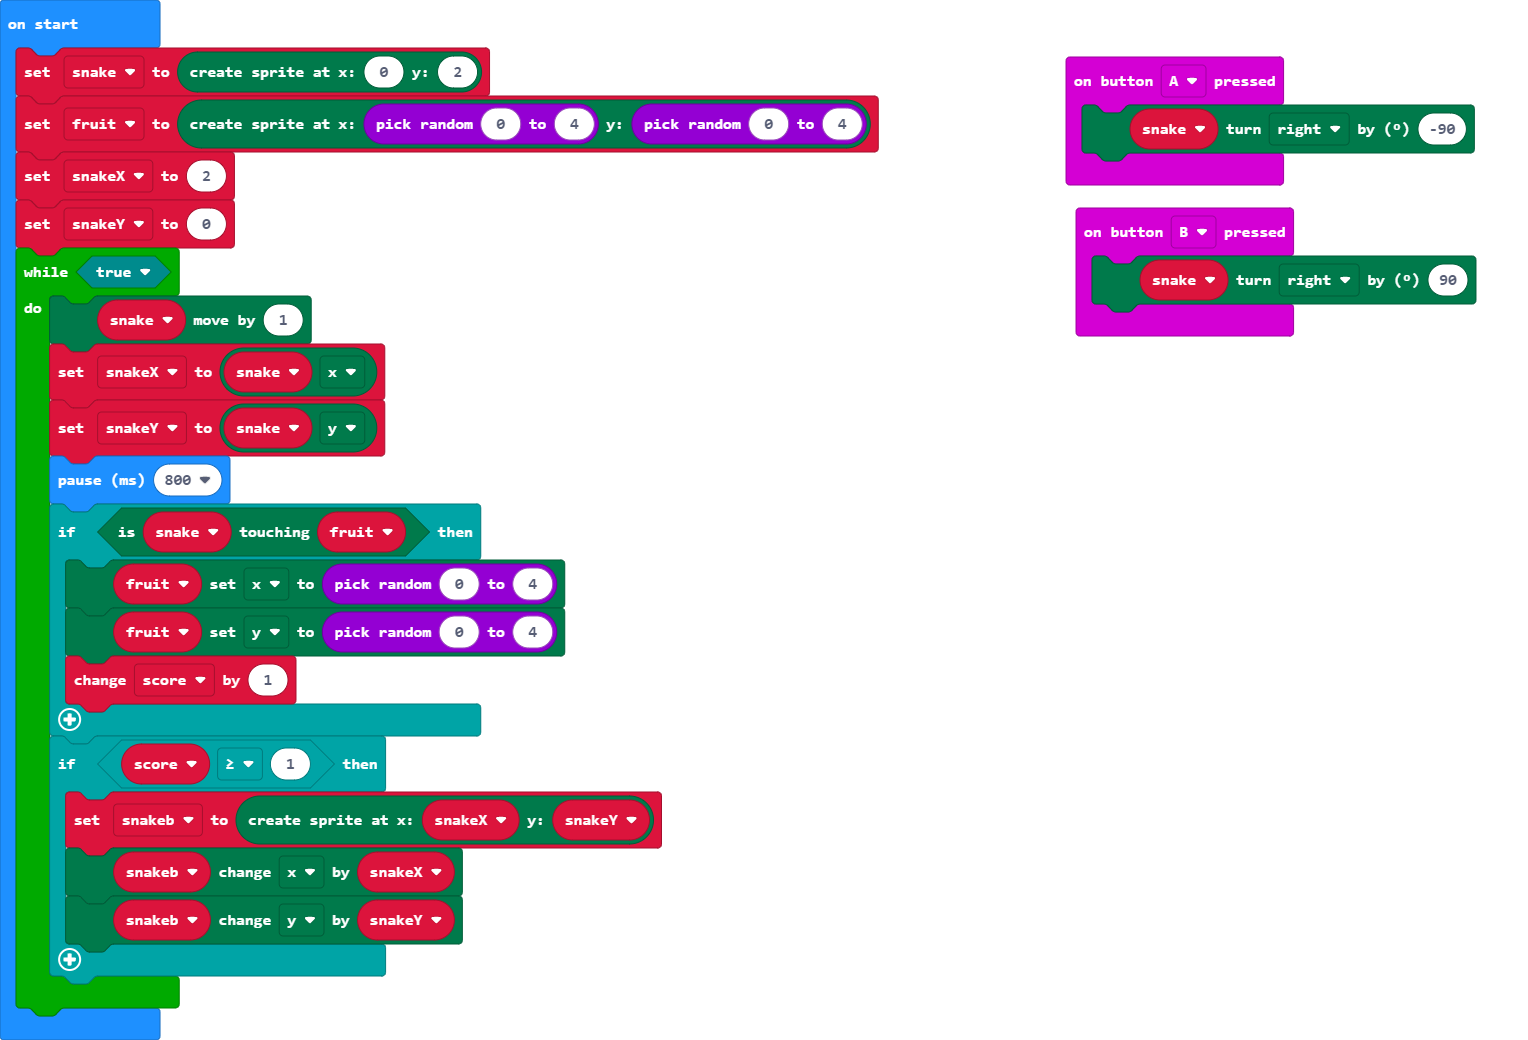 on start
set snake to create sprite at x: 0 y: 2
set fruit to create sprite at x: pick random 0 to 4 y: pick random 0 to 4
set snakeX to 2
set snakeY to 0
while true
do
snake move by 1
set snakeX to snake x
set snakeY to snake y
pause (ms) 800
if is snake touching fruit then
fruit set x to pick random 0 to 4
fruit set y to pick random 0 to 4
change score by 1
if score ≥ 1 then
set snakeb to create sprite at x: snakeX y: snakeY
snakeb change x by snakeX
snakeb change y by snakeY
on button A pressed
snake turn right by (º) -90
on button B pressed
snake turn right by (º) 90